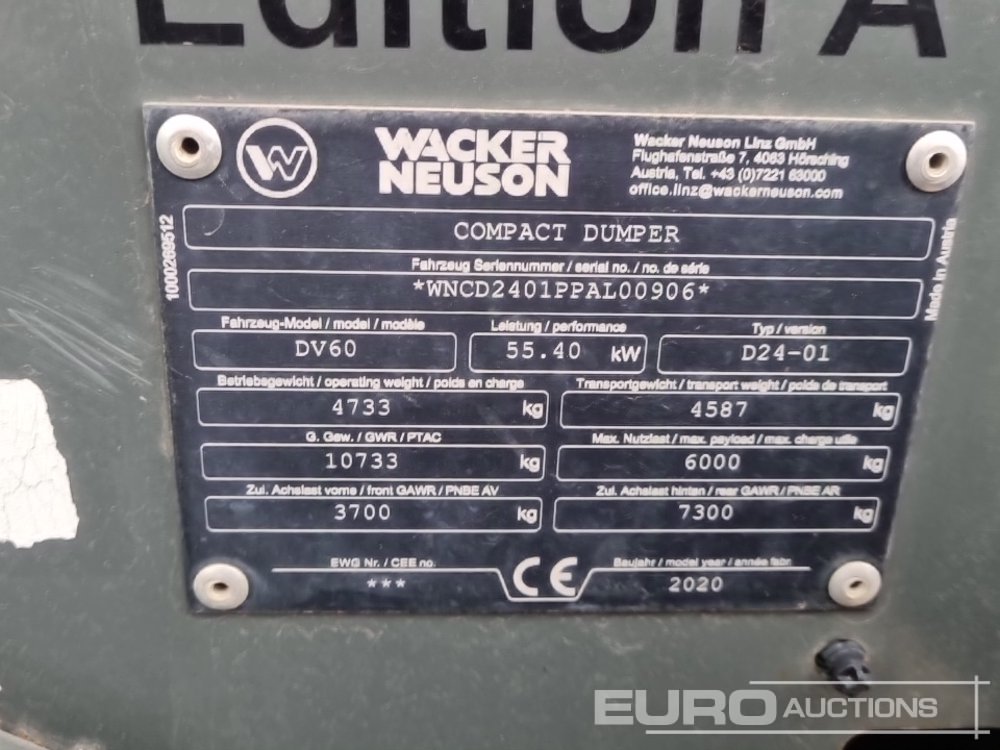 Edition A
W
WACKER
NEUSON
Wacker Neuson Linz GmbH
Flughafenstraße 7, 4063 Hörsching
Austria, Tel. +43 (0)7221 63000
office.linz@wackerneuson.com
1000269512
Made in Austria
COMPACT DUMPER
Fahrzeug Seriennummer / serial no. / no. de série
*WNCD2401PPAL00906*
Fahrzeug-Model / model / modèle
DV60
Leistung / performance
55.40 kW
Typ / version
D24-01
Betriebsgewicht / operating weight / poids en charge
4733 kg
Transportgewicht / transport weight / poids de transport
4587 kg
G. Gew. / GWR / PTAC
10733 kg
Max. Nutzlast / max. payload / max. charge utile
6000 kg
Zul. Achslast vorne / front GAWR / PNBE AV
3700 kg
Zul. Achslast hinten / rear GAWR / PNBE AR
7300 kg
EWG Nr. / CEE no.
***
CE
Baujahr / model year / année fabr.
2020
EURO AUCTIONS